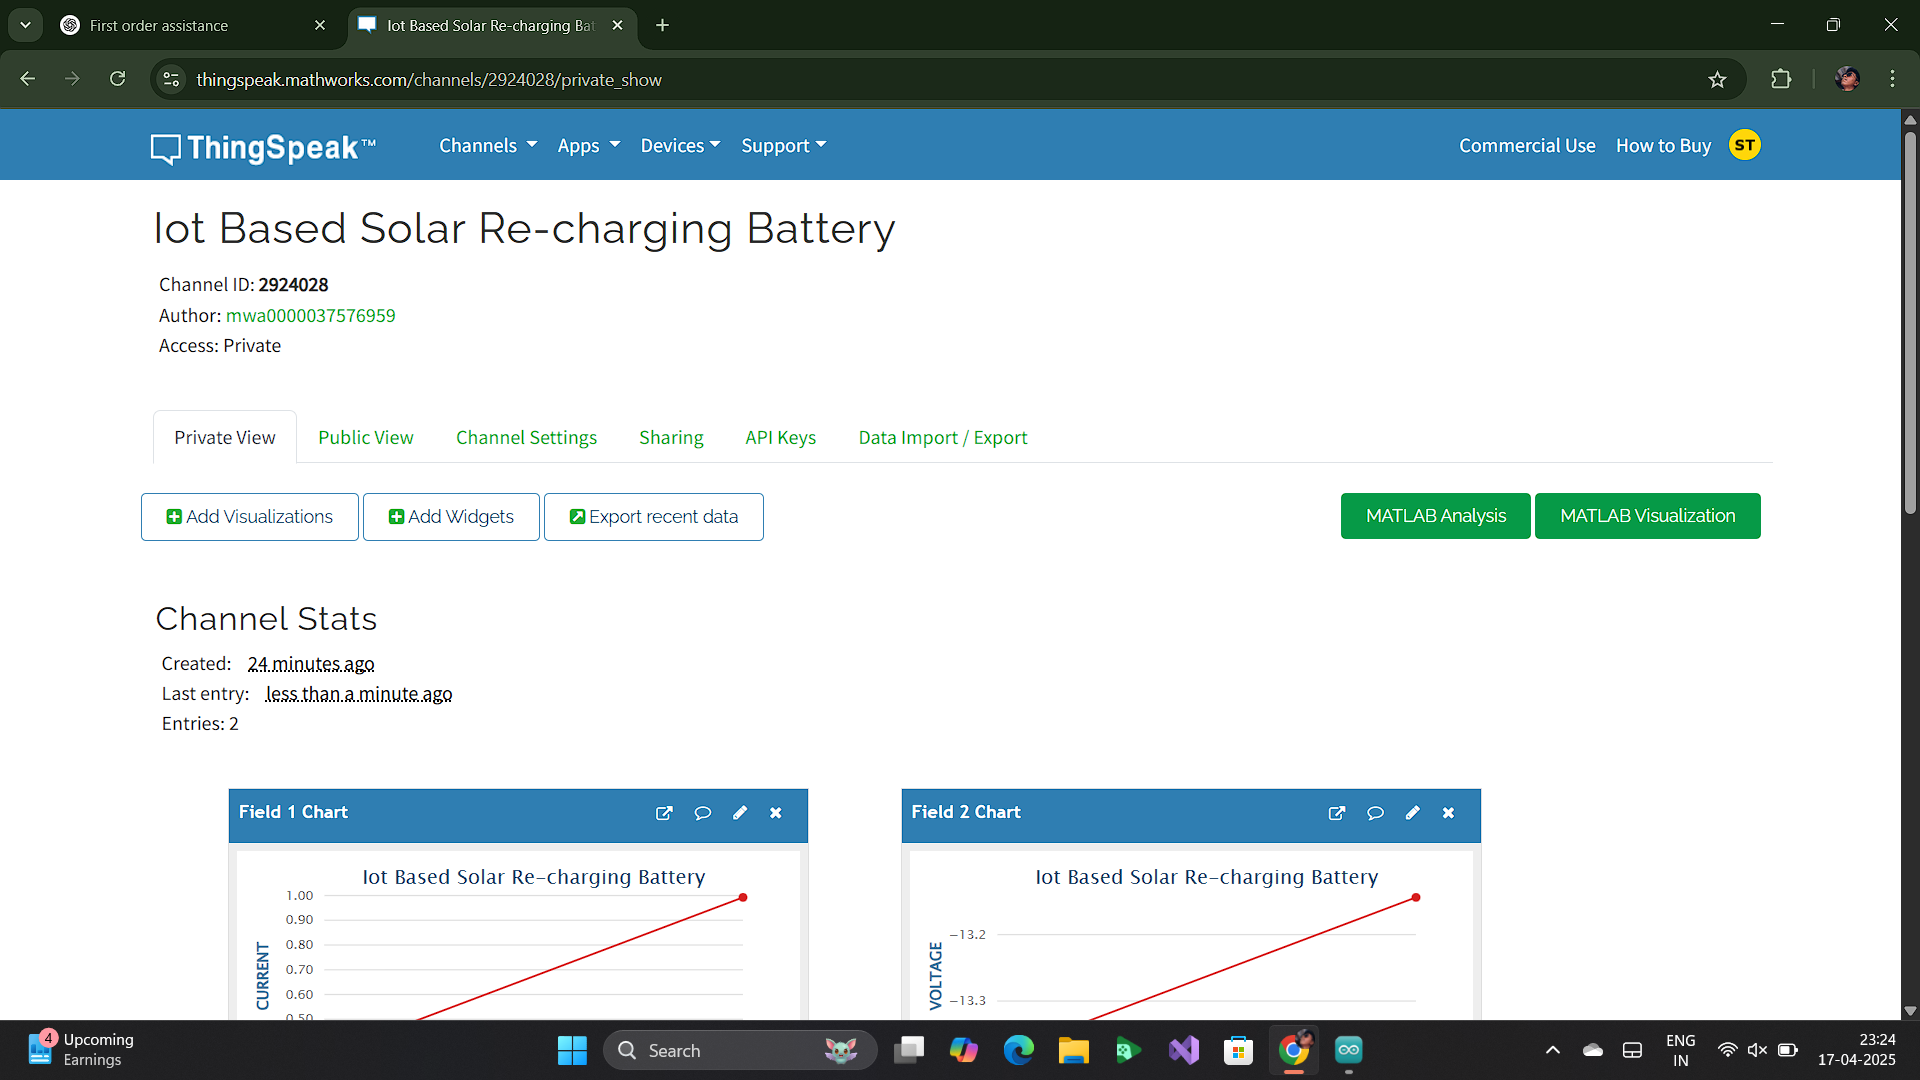 First order assistance
Iot Based Solar Re-charging Bat
thingspeak.mathworks.com/channels/2924028/private_show
ThingSpeak™
Channels
Apps
Devices
Support
Commercial Use
How to Buy
ST
Iot Based Solar Re-charging Battery
Channel ID: 2924028
Author: mwa0000037576959
Access: Private
Private View
Public View
Channel Settings
Sharing
API Keys
Data Import / Export
Add Visualizations
Add Widgets
Export recent data
MATLAB Analysis
MATLAB Visualization
Channel Stats
Created: 24 minutes ago
Last entry: less than a minute ago
Entries: 2
Field 1 Chart
Iot Based Solar Re-charging Battery
CURRENT
1.00
0.90
0.80
0.70
0.60
0.50
Field 2 Chart
Iot Based Solar Re-charging Battery
VOLTAGE
-13.2
-13.3
4
Upcoming
Earnings
Search
ENG
IN
23:24
17-04-2025